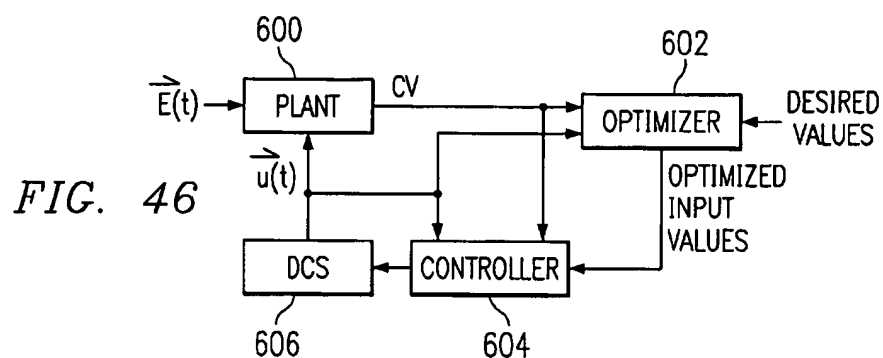 600
602
E(t)
PLANT
CV
OPTIMIZER
DESIRED
VALUES
u(t)
OPTIMIZED
INPUT
VALUES
FIG. 46
DCS
CONTROLLER
606
604